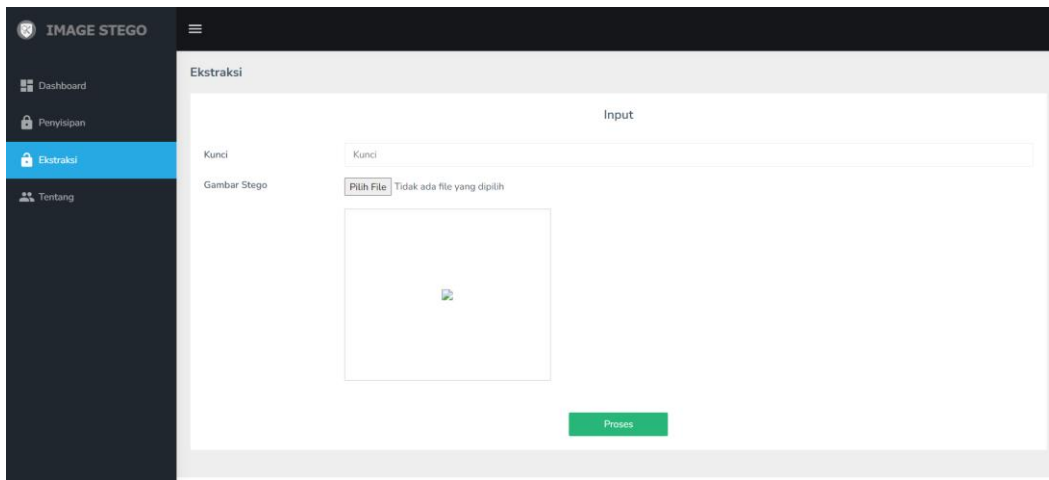 IMAGE STEGO
Dashboard
Penyisipan
Ekstraksi
Tentang
Ekstraksi
Input
Kunci Kunci
Gambar Stego Pilih File Tidak ada file yang dipilih
Proses